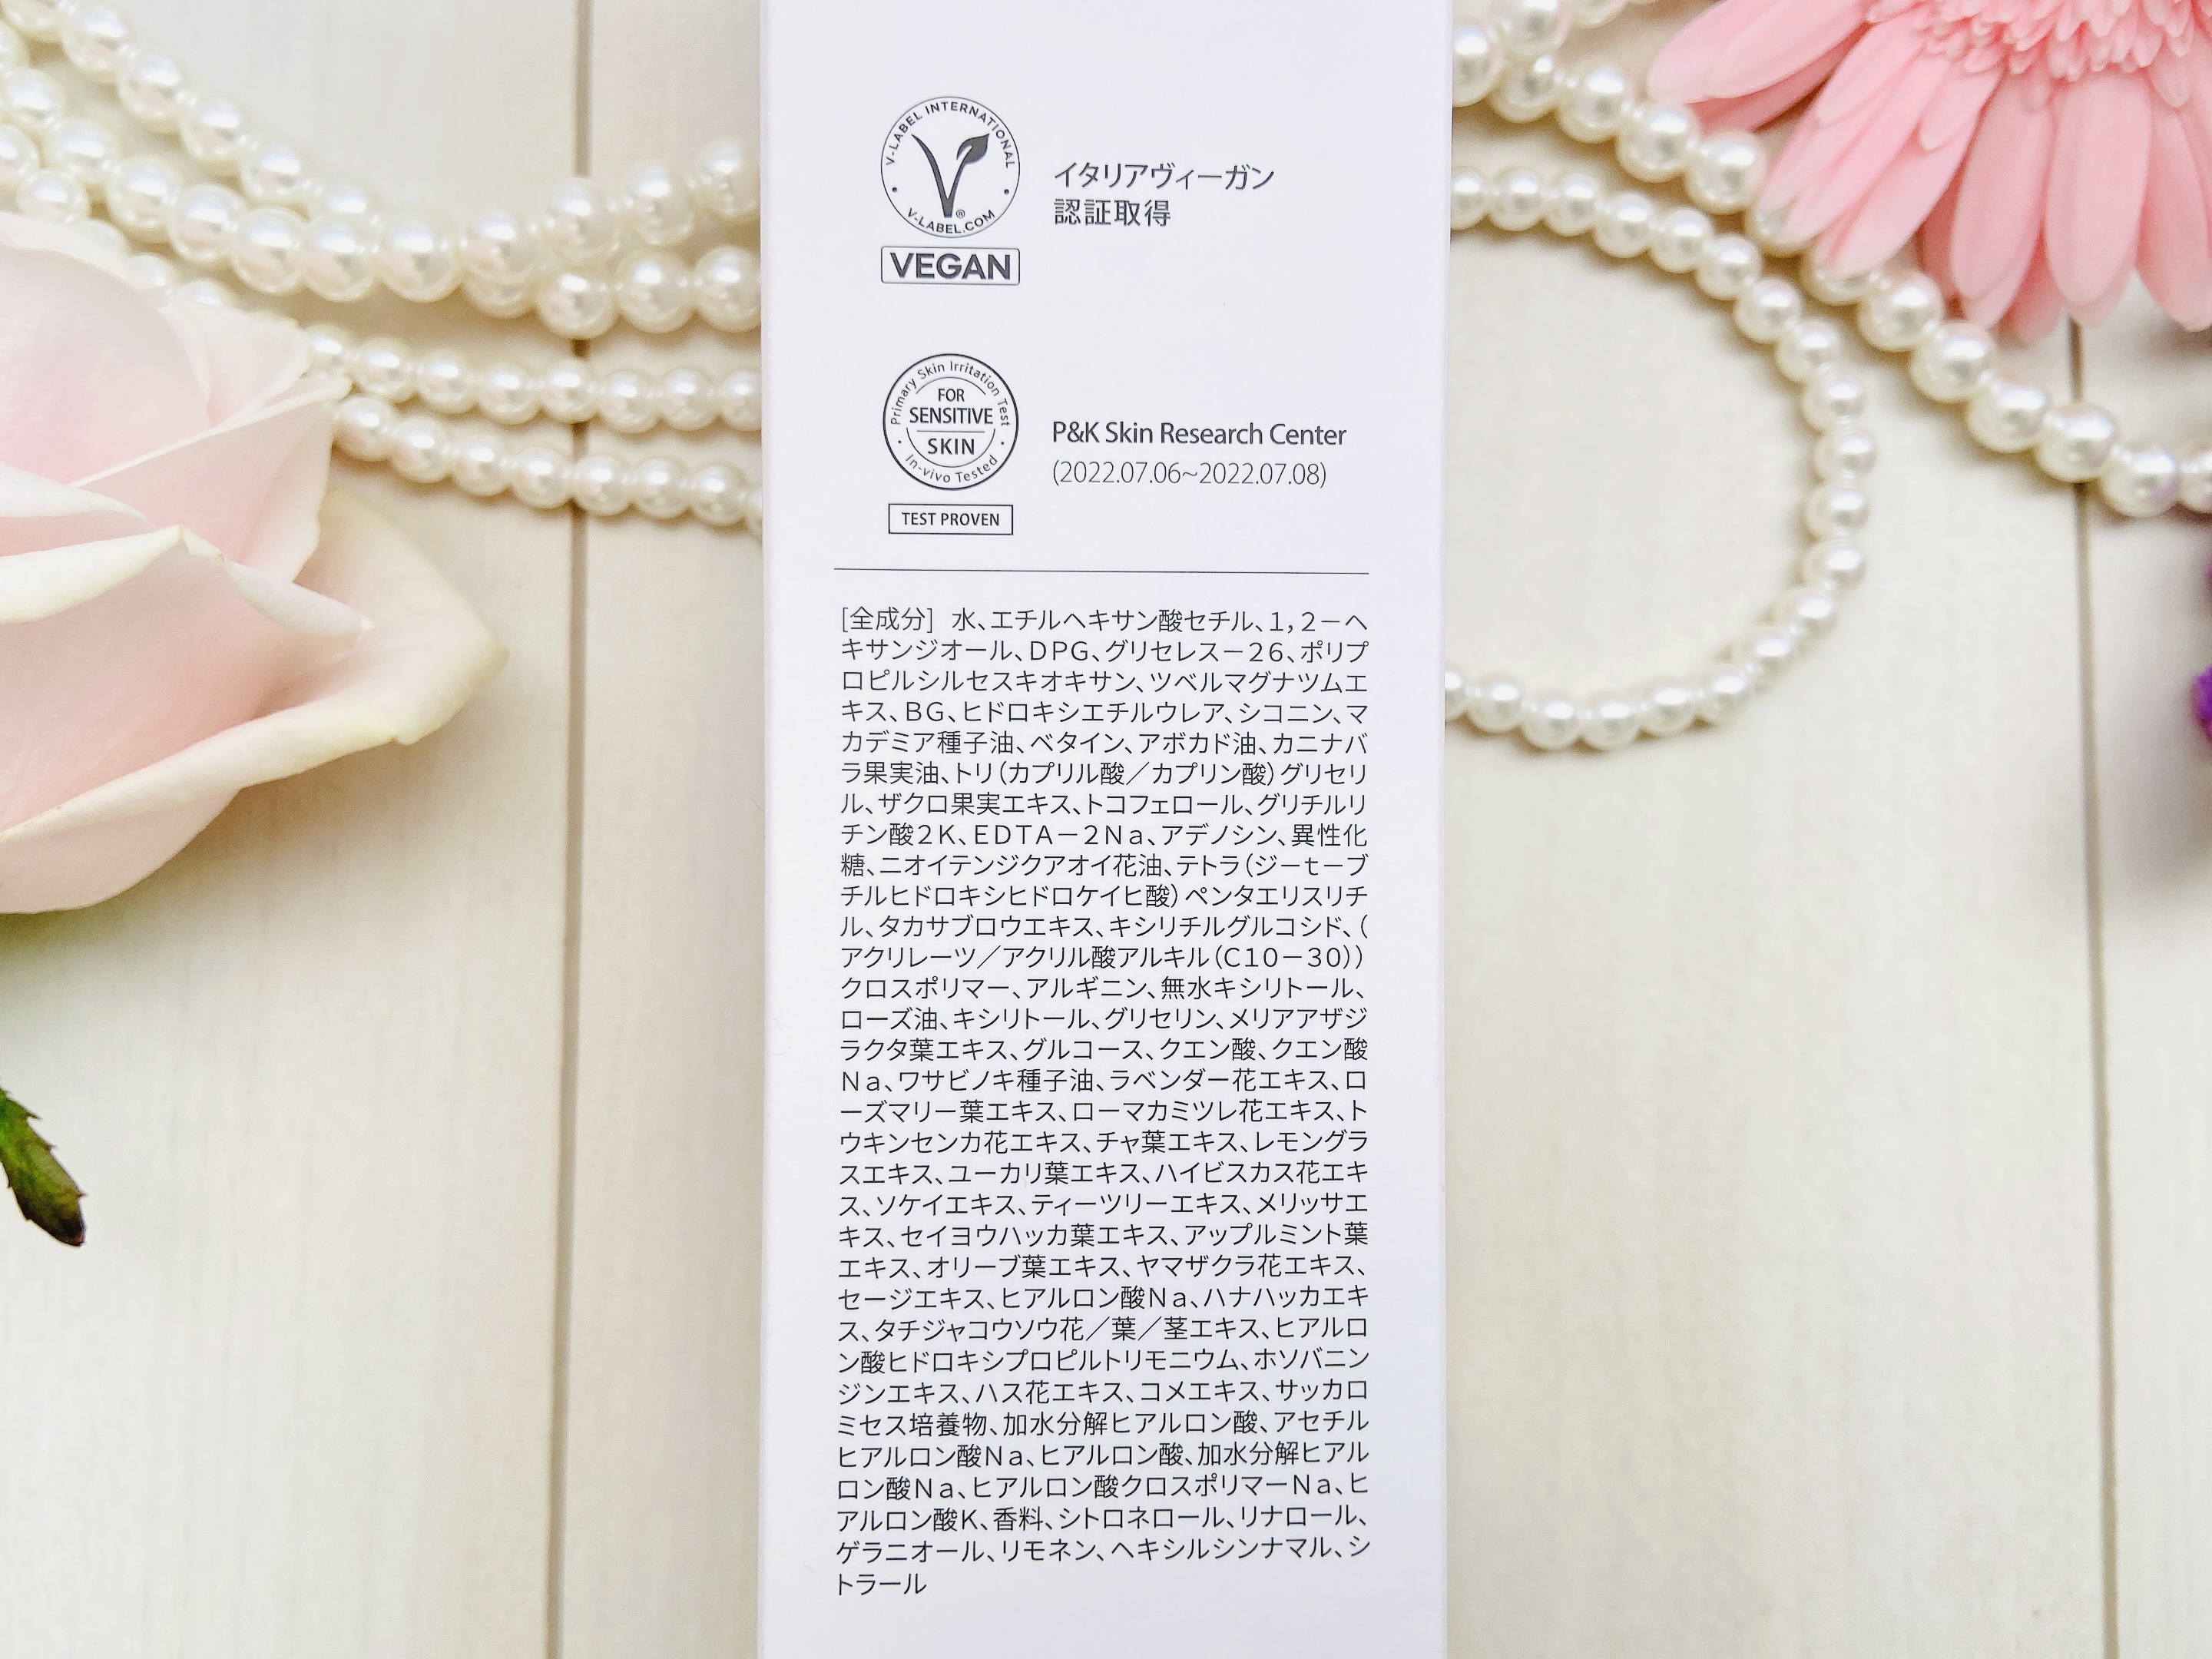 V-LABEL INTERNATIONAL
V-LABEL.COM
VEGAN
イタリアヴィーガン
認証取得
Primary Skin Irritation Test
FOR
SENSITIVE
SKIN
In-vivo Tested
TEST PROVEN
P&K Skin Research Center
(2022.07.06~2022.07.08)
[全成分] 水、エチルヘキサン酸セチル、1，2－ヘ
キサンジオール、DPG、グリセレス－26、ポリプ
ロピルシルセスキオキサン、ツベルマグナツムエ
キス、BG、ヒドロキシエチルウレア、シコニン、マ
カデミア種子油、ベタイン、アボカド油、カニナバ
ラ果実油、トリ（カプリル酸／カプリン酸）グリセリ
ル、ザクロ果実エキス、トコフェロール、グリチルリ
チン酸2K、EDTA－2Na、アデノシン、異性化
糖、ニオイテンジクアオイ花油、テトラ（ジーtーブ
チルヒドロキシヒドロケイヒ酸）ペンタエリスリチ
ル、タカサブロウエキス、キシリチルグルコシド、（
アクリレーツ／アクリル酸アルキル（C10－30））
クロスポリマー、アルギニン、無水キシリトール、
ローズ油、キシリトール、グリセリン、メリアアザジ
ラクタ葉エキス、グルコース、クエン酸、クエン酸
Na、ワサビノキ種子油、ラベンダー花エキス、ロ
ーズマリー葉エキス、ローマカミツレ花エキス、ト
ウキンセンカ花エキス、チャ葉エキス、レモングラ
スエキス、ユーカリ葉エキス、ハイビスカス花エキ
ス、ソケイエキス、ティーツリーエキス、メリッサエ
キス、セイヨウハッカ葉エキス、アップルミント葉
エキス、オリーブ葉エキス、ヤマザクラ花エキス、
セージエキス、ヒアルロン酸Na、ハナハッカエキ
ス、タチジャコウソウ花／葉／茎エキス、ヒアルロ
ン酸ヒドロキシプロピルトリモニウム、ホソバニン
ジンエキス、ハス花エキス、コメエキス、サッカロ
ミセス培養物、加水分解ヒアルロン酸、アセチル
ヒアルロン酸Na、ヒアルロン酸、加水分解ヒアル
ロン酸Na、ヒアルロン酸クロスポリマーNa、ヒ
アルロン酸K、香料、シトロネロール、リナロール、
ゲラニオール、リモネン、ヘキシルシンナマル、シ
トラール